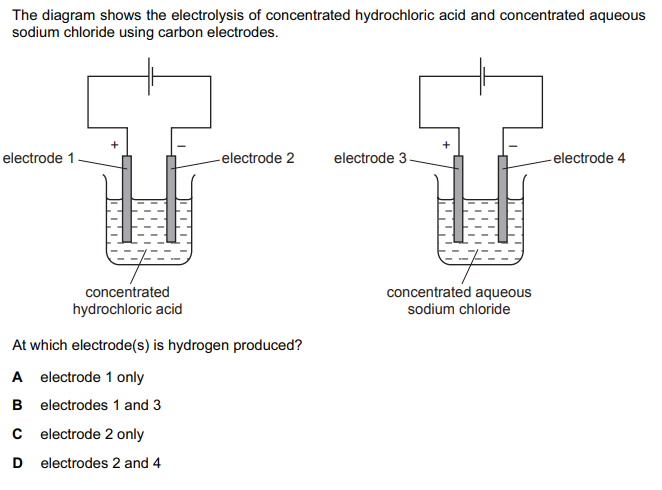 The diagram shows the electrolysis of concentrated hydrochloric acid and concentrated aqueous
sodium chloride using carbon electrodes.
+ – + –
electrode 1 electrode 2 electrode 3 electrode 4
concentrated concentrated aqueous
hydrochloric acid sodium chloride
At which electrode(s) is hydrogen produced?
A electrode 1 only
B electrodes 1 and 3
C electrode 2 only
D electrodes 2 and 4